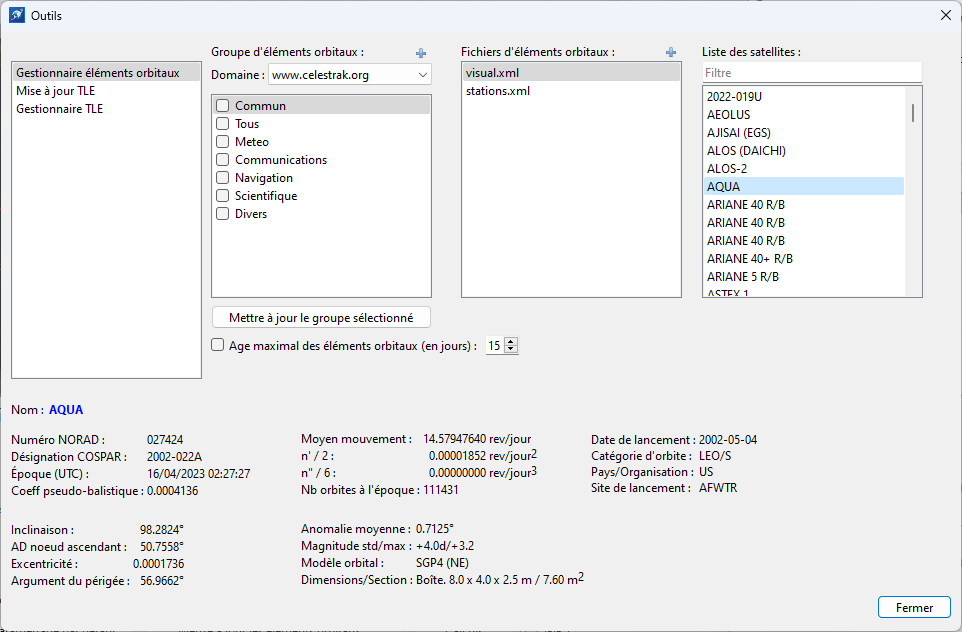 Outils
Groupe d'éléments orbitaux :
Fichiers d'éléments orbitaux :
Liste des satellites :
Gestionnaire éléments orbitaux
Mise à jour TLE
Gestionnaire TLE
Domaine : www.celestrak.org
Commun
Tous
Meteo
Communications
Navigation
Scientifique
Divers
Mettre à jour le groupe sélectionné
Age maximal des éléments orbitaux (en jours) : 15
visual.xml
stations.xml
Filtre
2022-019U
AEOLUS
AJISAI (EGS)
ALOS (DAICHI)
ALOS-2
AQUA
ARIANE 40 R/B
ARIANE 40 R/B
ARIANE 40 R/B
ARIANE 40+ R/B
ARIANE 5 R/B
ASTEX 1
Nom : AQUA
Numéro NORAD : 027424
Désignation COSPAR : 2002-022A
Époque (UTC) : 16/04/2023 02:27:27
Coeff pseudo-balistique : 0.0004136
Moyen mouvement : 14.57947640 rev/jour
n' / 2 : 0.00001852 rev/jour²
n" / 6 : 0.00000000 rev/jour³
Nb orbites à l'époque : 111431
Date de lancement : 2002-05-04
Catégorie d'orbite : LEO/S
Pays/Organisation : US
Site de lancement : AFWTR
Inclinaison : 98.2824°
AD noeud ascendant : 50.7558°
Excentricité : 0.0001736
Argument du périgée : 56.9662°
Anomalie moyenne : 0.7125°
Magnitude std/max : +4.0d/+3.2
Modèle orbital : SGP4 (NE)
Dimensions/Section : Boîte. 8.0 x 4.0 x 2.5 m / 7.60 m²
Fermer